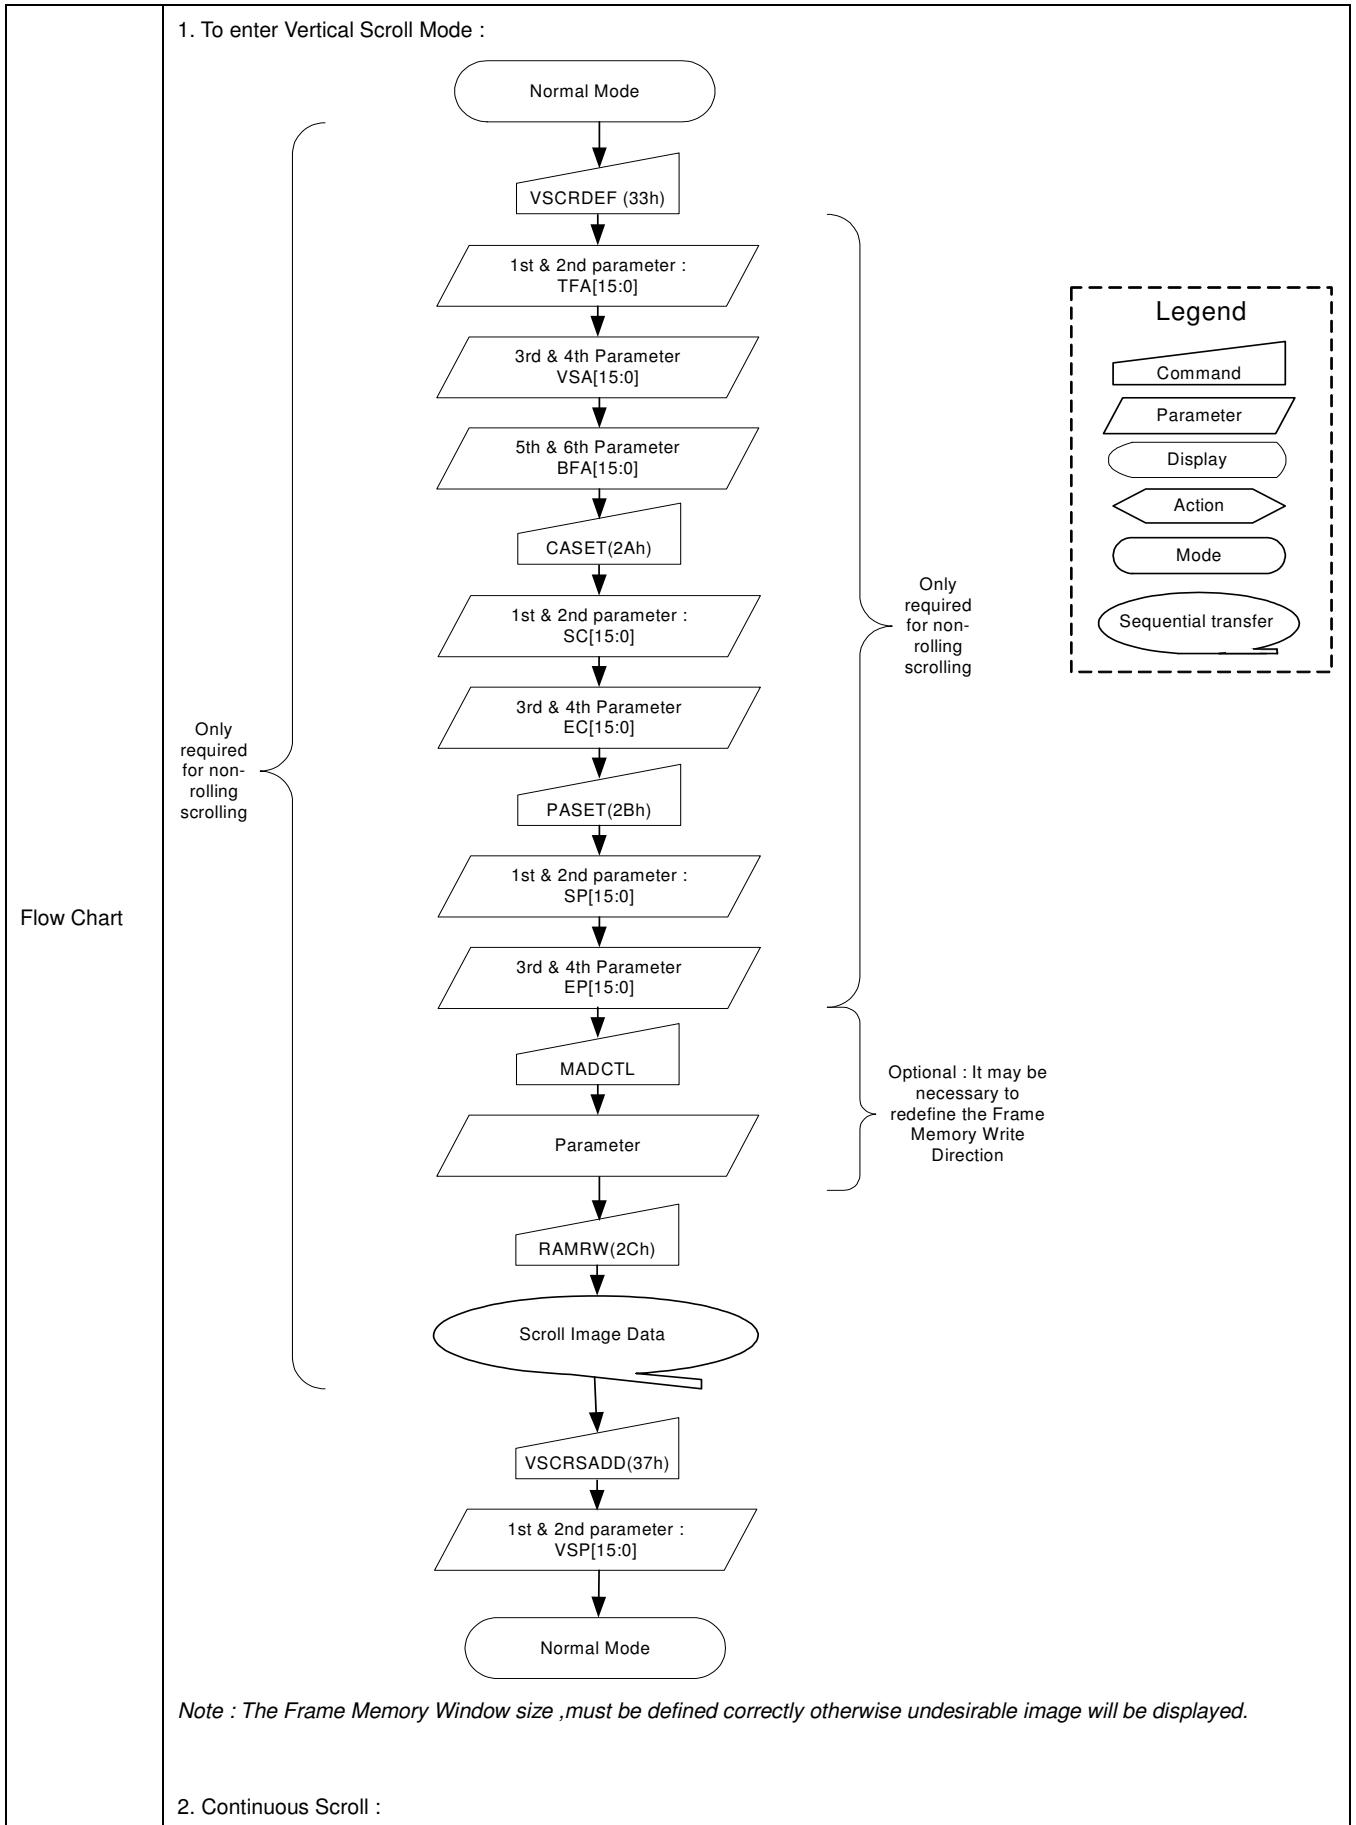 Flow Chart
1. To enter Vertical Scroll Mode :
Normal Mode
VSCRDEF (33h)
1st & 2nd parameter :
TFA[15:0]
3rd & 4th Parameter
VSA[15:0]
5th & 6th Parameter
BFA[15:0]
CASET(2Ah)
1st & 2nd parameter :
SC[15:0]
3rd & 4th Parameter
EC[15:0]
PASET(2Bh)
1st & 2nd parameter :
SP[15:0]
3rd & 4th Parameter
EP[15:0]
MADCTL
Parameter
RAMRW(2Ch)
Scroll Image Data
VSCRSADD(37h)
1st & 2nd parameter :
VSP[15:0]
Normal Mode
Only
required
for non-
rolling
scrolling
Only
required
for non-
rolling
scrolling
Optional : It may be
necessary to
redefine the Frame
Memory Write
Direction
Legend
Command
Parameter
Display
Action
Mode
Sequential transfer
Note : The Frame Memory Window size ,must be defined correctly otherwise undesirable image will be displayed.
2. Continuous Scroll :